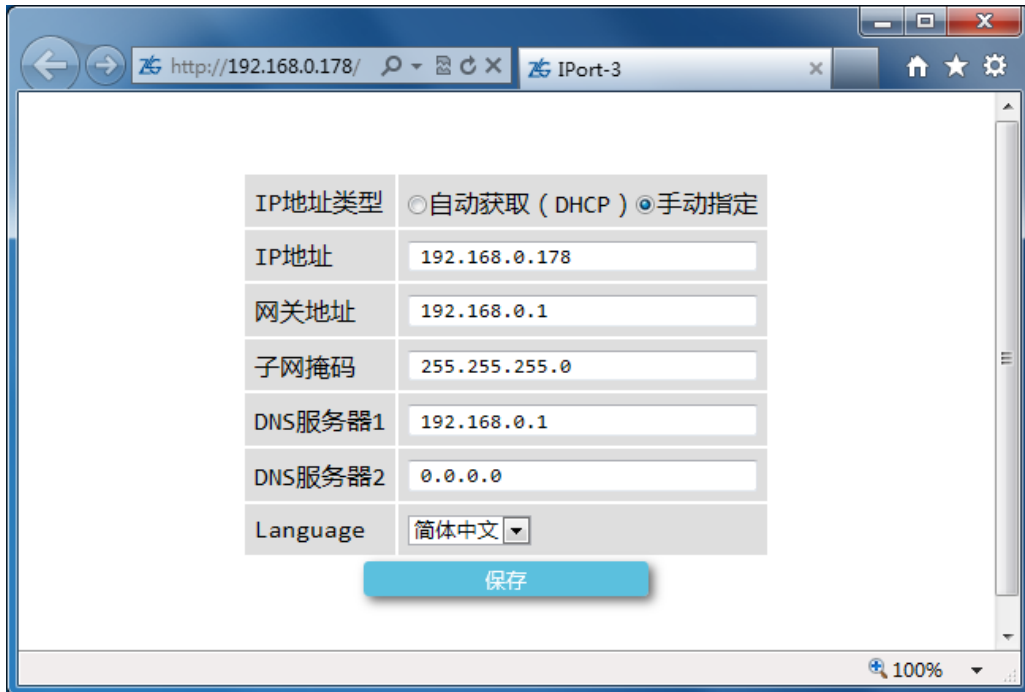 ZLG http://192.168.0.178/
ZLG IPort-3
IP地址类型 自动获取（DHCP）手动指定
IP地址 192.168.0.178
网关地址 192.168.0.1
子网掩码 255.255.255.0
DNS服务器1 192.168.0.1
DNS服务器2 0.0.0.0
Language 简体中文
保存
100%